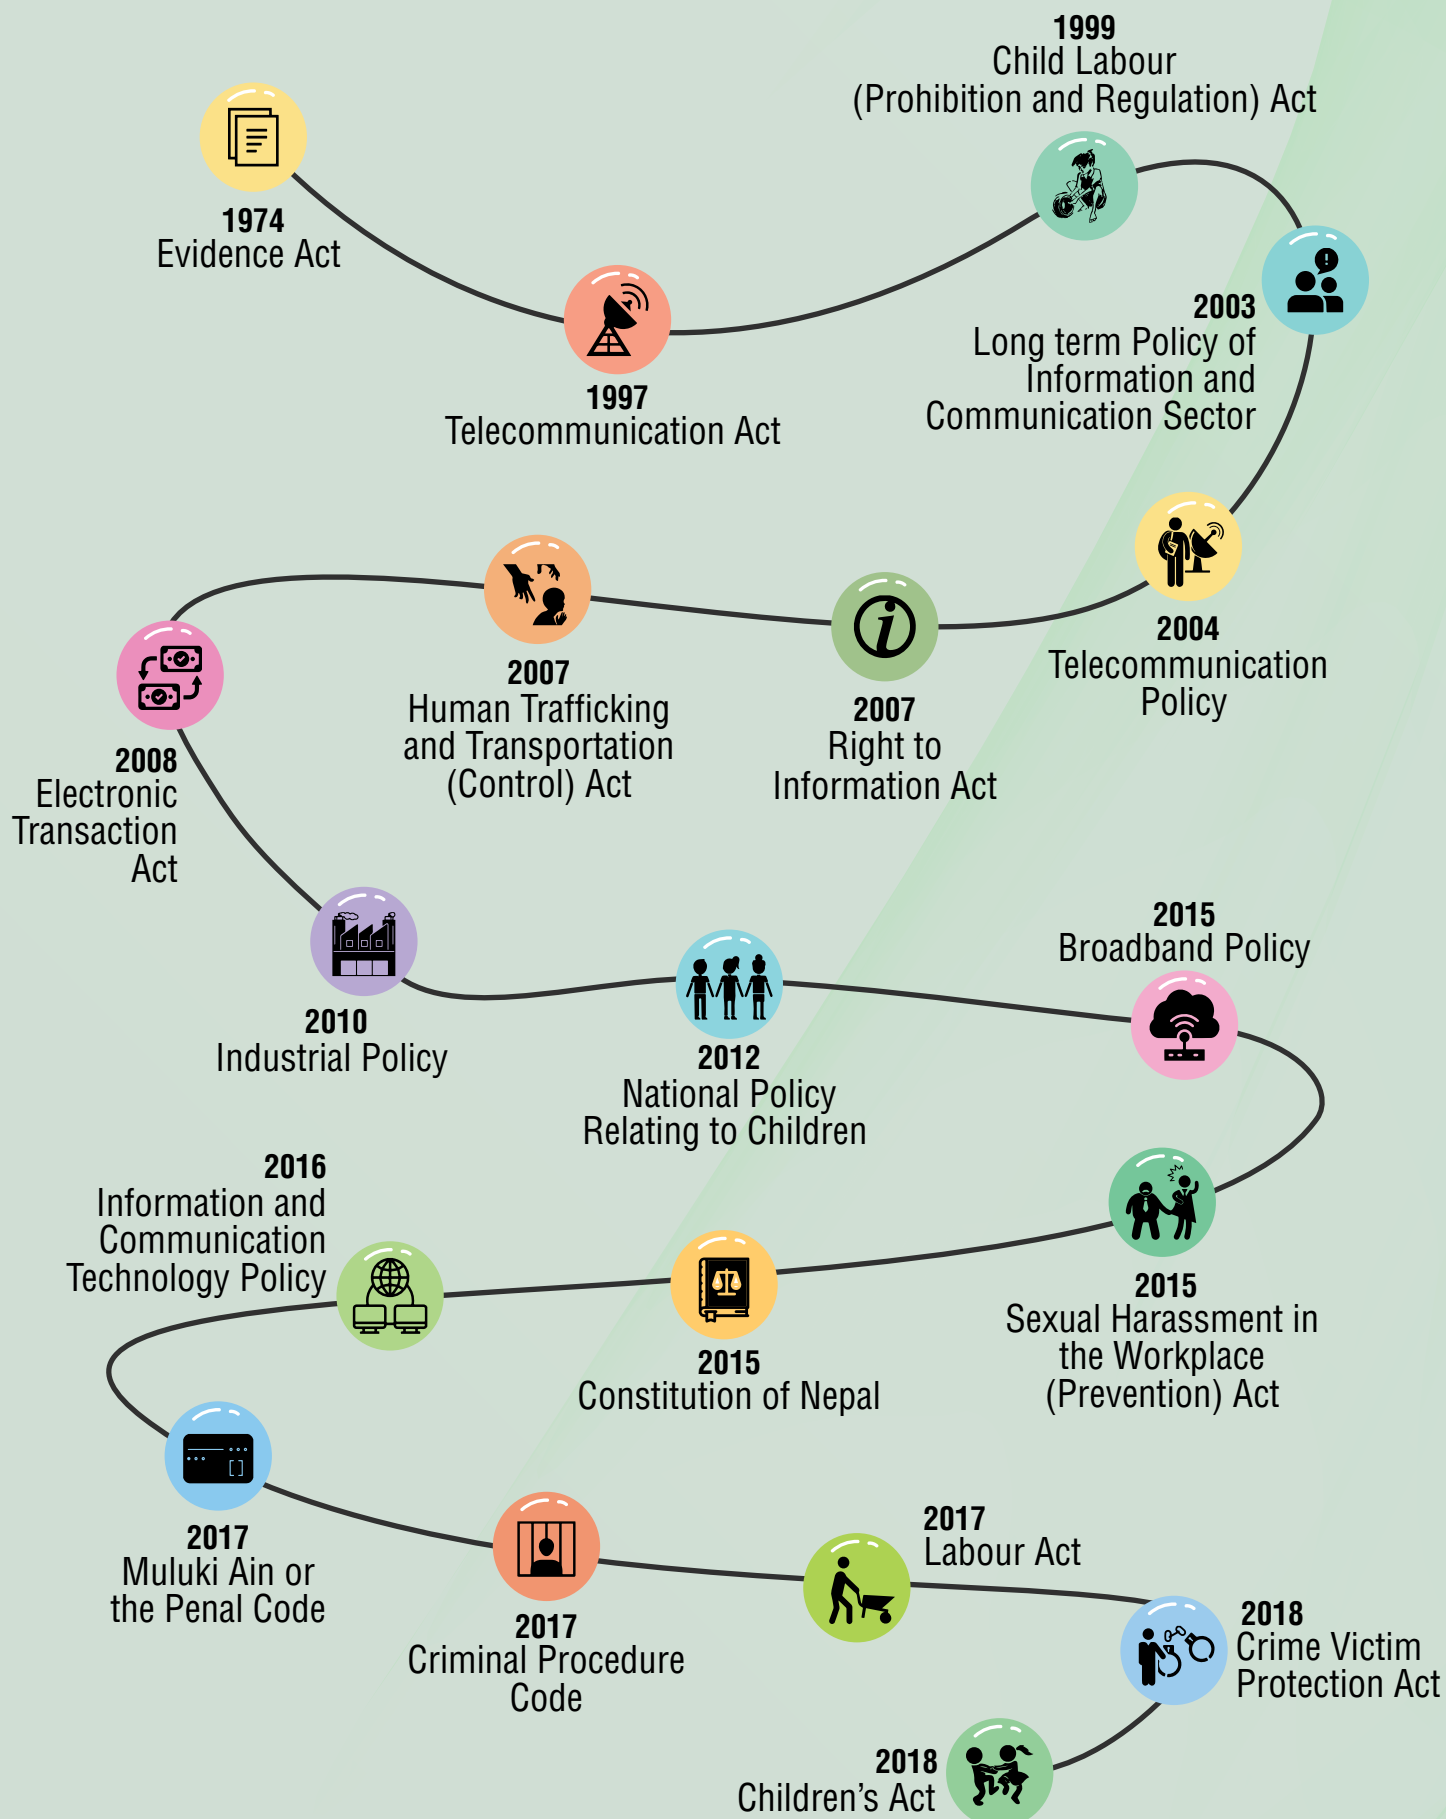 1974
Evidence Act
1997
Telecommunication Act
1999
Child Labour
(Prohibition and Regulation) Act
2003
Long term Policy of
Information and
Communication Sector
2004
Telecommunication
Policy
2007
Right to
Information Act
2007
Human Trafficking
and Transportation
(Control) Act
2008
Electronic
Transaction
Act
2010
Industrial Policy
2012
National Policy
Relating to Children
2015
Broadband Policy
2015
Sexual Harassment in
the Workplace
(Prevention) Act
2015
Constitution of Nepal
2016
Information and
Communication
Technology Policy
2017
Muluki Ain or
the Penal Code
2017
Criminal Procedure
Code
2017
Labour Act
2018
Crime Victim
Protection Act
2018
Children's Act